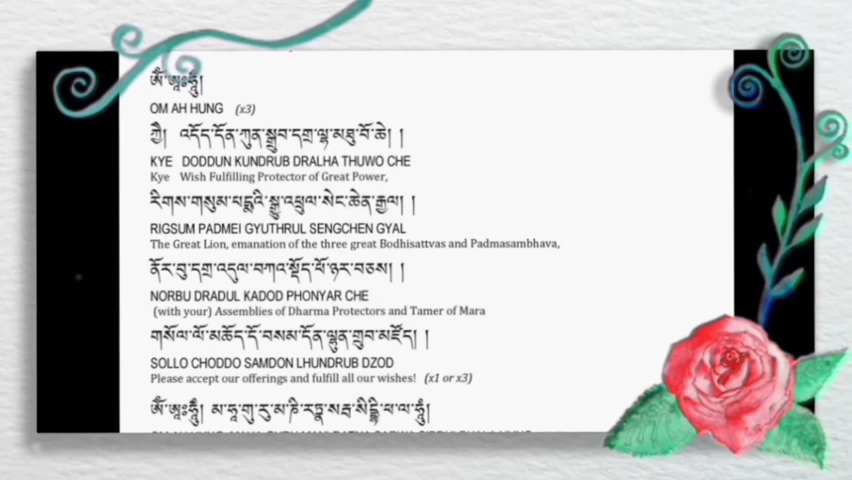 ༀ་ཨཱཿཧཱུྂ།
OM AH HUNG (x3)
ཀྱཻ། འདོད་དོན་ཀུན་སྒྲུབ་དགྲ་ལྷ་མཐུ་བོ་ཆེ། །
KYE DODDUN KUNDRUB DRALHA THUWO CHE
Kye Wish Fulfilling Protector of Great Power,
རིགས་གསུམ་པདྨའི་སྒྱུ་འཕྲུལ་སེང་ཆེན་རྒྱལ། །
RIGSUM PADMEI GYUTHRUL SENGCHEN GYAL
The Great Lion, emanation of the three great Bodhisattvas and Padmasambhava,
ནོར་བུ་དགྲ་འདུལ་བཀའ་སྡོད་ཕོ་ཉར་བཅས། །
NORBU DRADUL KADOD PHONYAR CHE
(with your) Assemblies of Dharma Protectors and Tamer of Mara
གསོལ་ལོ་མཆོད་དོ་བསམ་དོན་ལྷུན་གྲུབ་མཛོད། །
SOLLO CHODDO SAMDON LHUNDRUB DZOD
Please accept our offerings and fulfill all our wishes! (x1 or x3)
ༀ་ཨཱཿཧཱུྂ། མ་ཧཱ་གུ་རུ་མ་ཎི་རཏྣ་སརྦ་སིདྡྷི་ཕ་ལ་ཧཱུྂ།